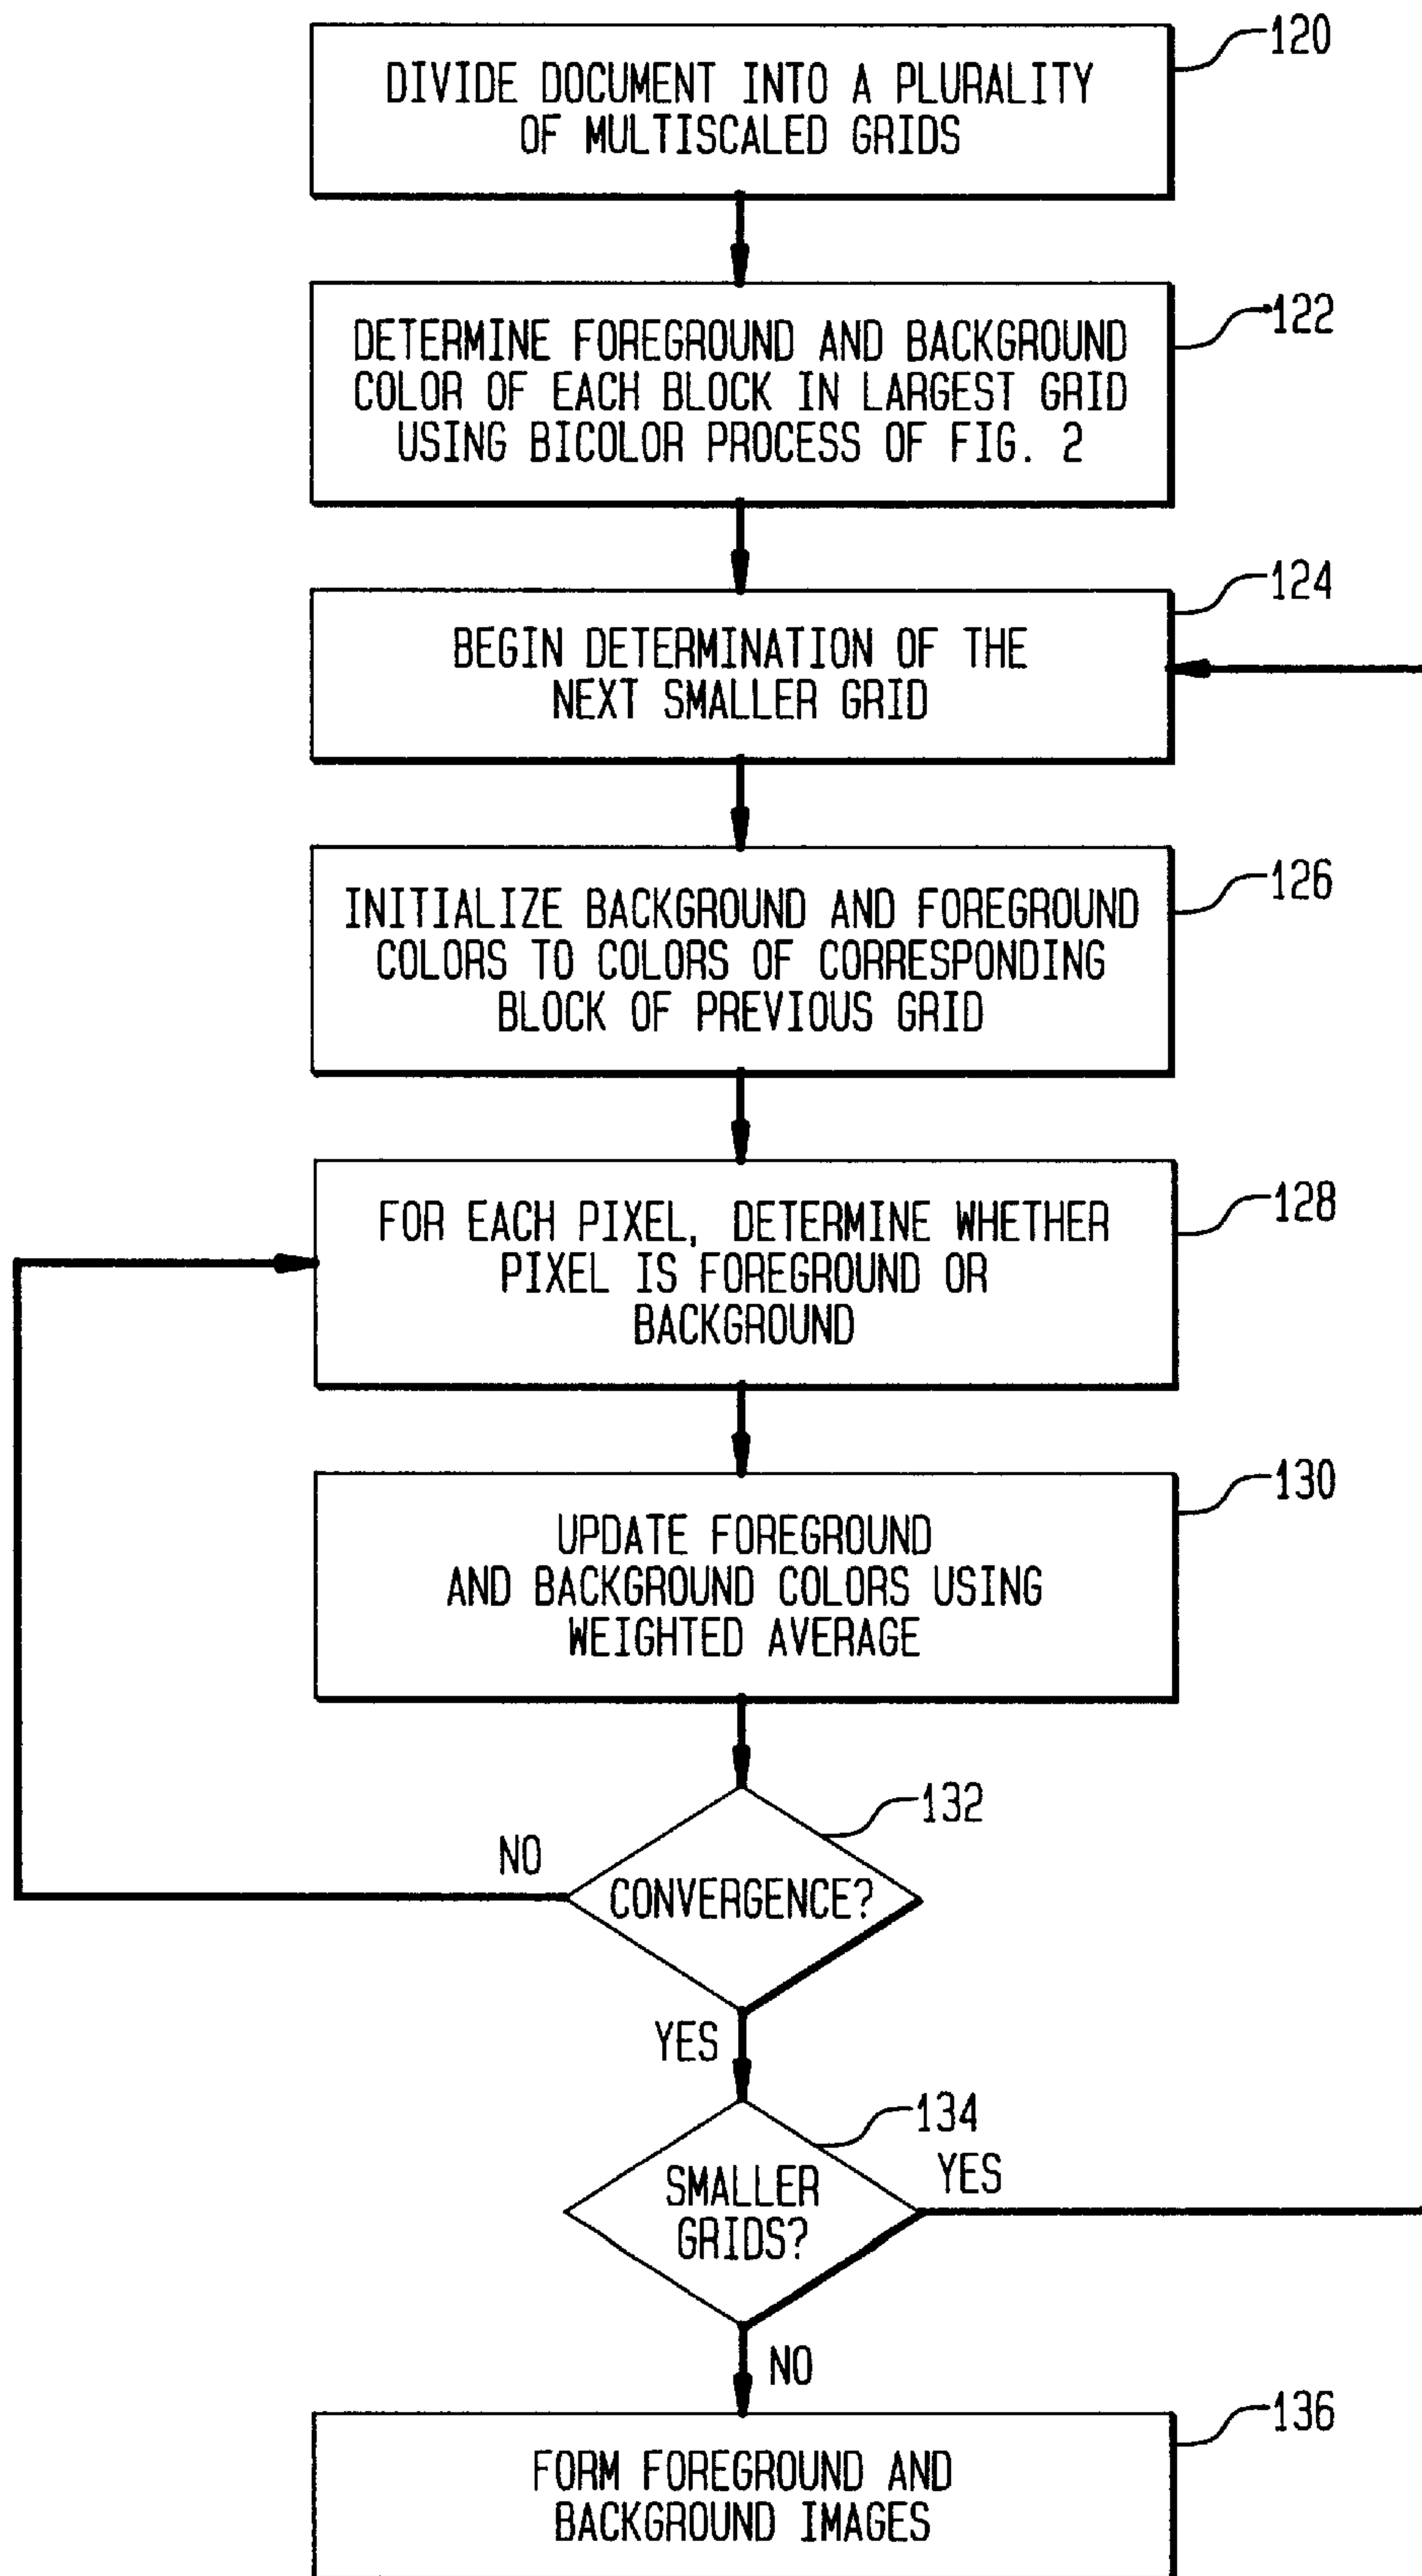 120
DIVIDE DOCUMENT INTO A PLURALITY
OF MULTISCALED GRIDS
122
DETERMINE FOREGROUND AND BACKGROUND
COLOR OF EACH BLOCK IN LARGEST GRID
USING BICOLOR PROCESS OF FIG. 2
124
BEGIN DETERMINATION OF THE
NEXT SMALLER GRID
126
INITIALIZE BACKGROUND AND FOREGROUND
COLORS TO COLORS OF CORRESPONDING
BLOCK OF PREVIOUS GRID
128
FOR EACH PIXEL, DETERMINE WHETHER
PIXEL IS FOREGROUND OR
BACKGROUND
130
UPDATE FOREGROUND
AND BACKGROUND COLORS USING
WEIGHTED AVERAGE
132
NO
CONVERGENCE?
YES
134
YES
SMALLER
GRIDS?
NO
136
FORM FOREGROUND AND
BACKGROUND IMAGES